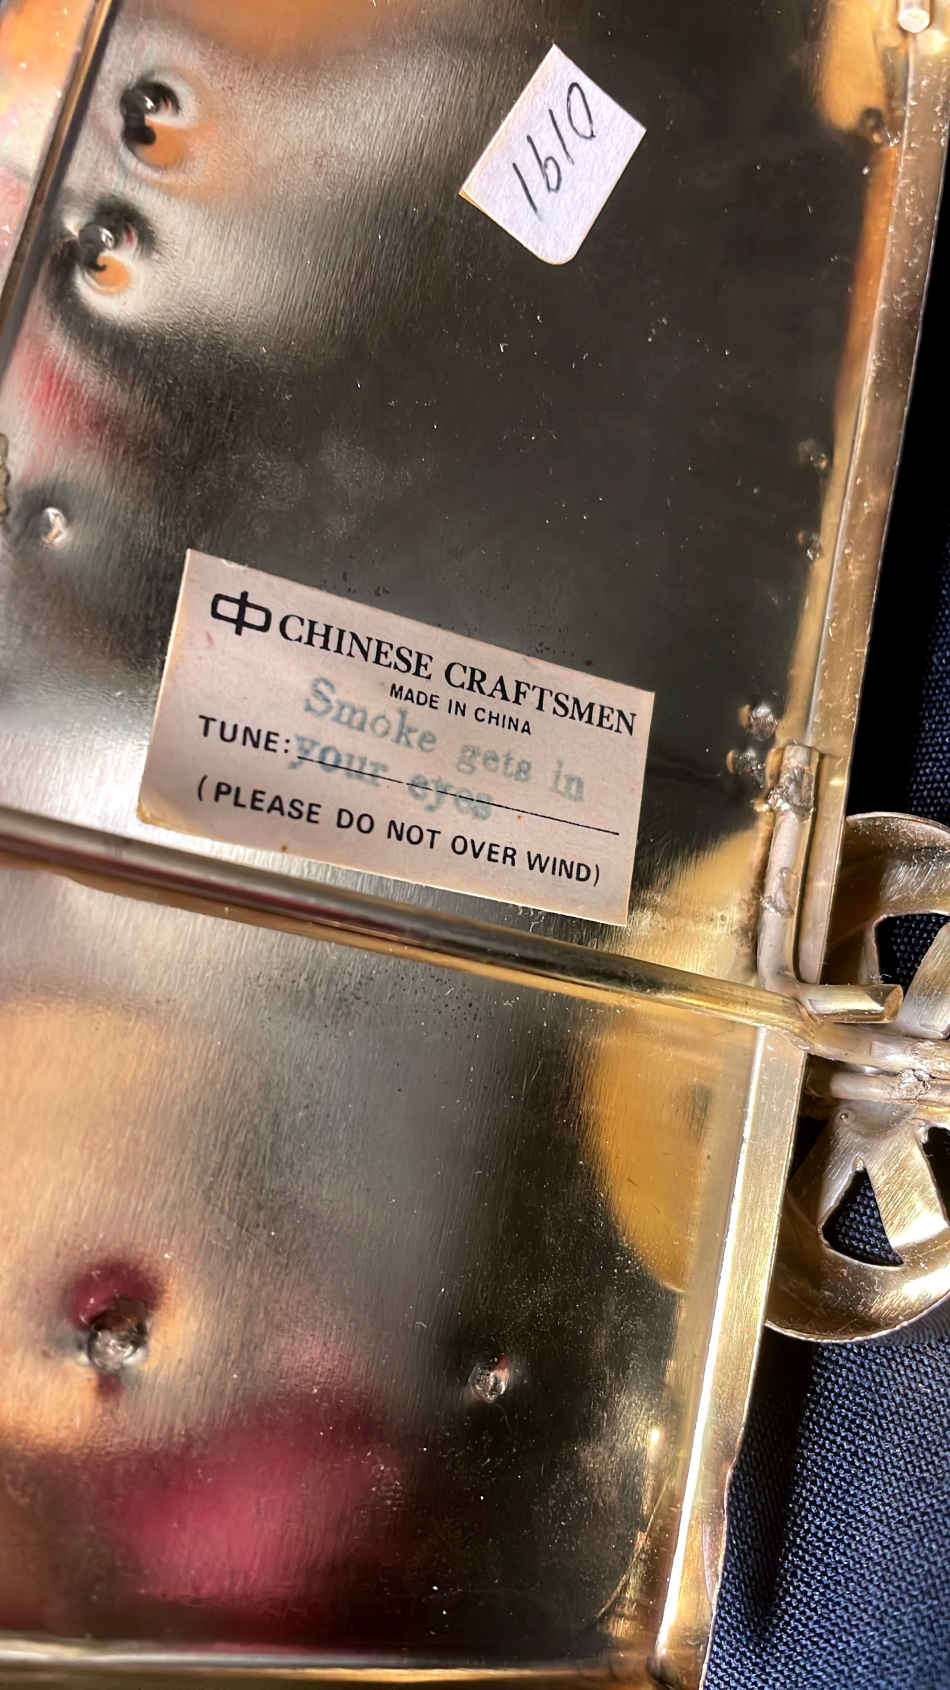 1610
中 CHINESE CRAFTSMEN
MADE IN CHINA
Smoke gets in
TUNE: your eyes
(PLEASE DO NOT OVER WIND)